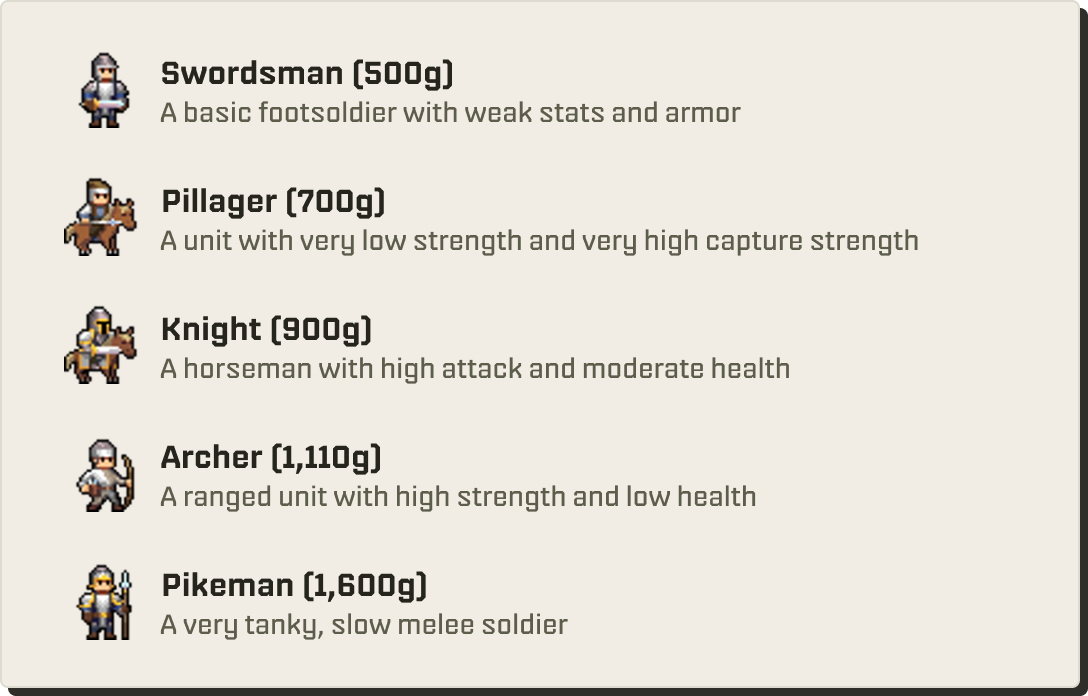 Swordsman (500g)
A basic footsoldier with weak stats and armor
Pillager (700g)
A unit with very low strength and very high capture strength
Knight (900g)
A horseman with high attack and moderate health
Archer (1,110g)
A ranged unit with high strength and low health
Pikeman (1,600g)
A very tanky, slow melee soldier